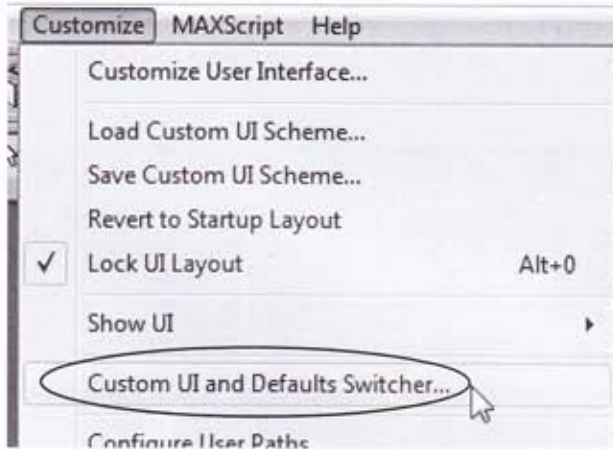 Customize MAXScript Help
Customize User Interface...
Load Custom UI Scheme...
Save Custom UI Scheme...
Revert to Startup Layout
✓ Lock UI Layout Alt+0
Show UI
Custom UI and Defaults Switcher...
Configure User Paths